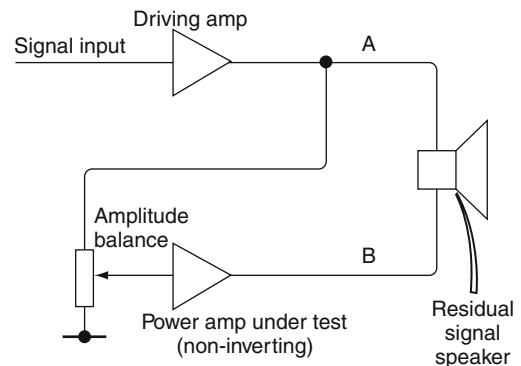 Driving amp
Signal input
A
Amplitude
balance
B
Power amp under test
(non-inverting)
Residual
signal
speaker